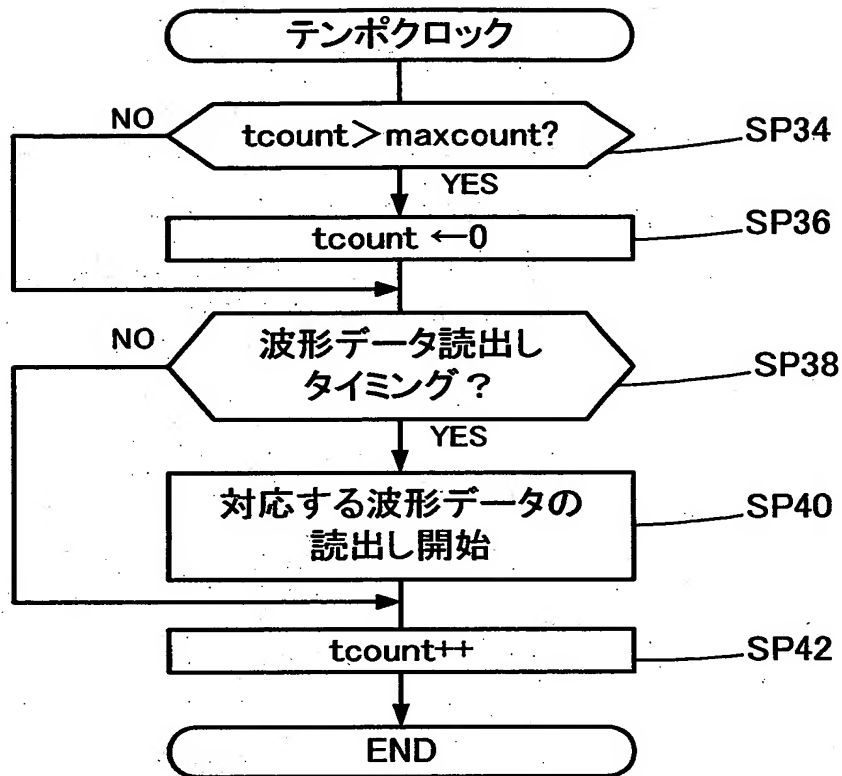 テンポクロック
NO
tcount>maxcount?
SP34
YES
tcount ←0
SP36
NO
波形データ読出し
タイミング?
SP38
YES
対応する波形データの
読出し開始
SP40
tcount++
SP42
END